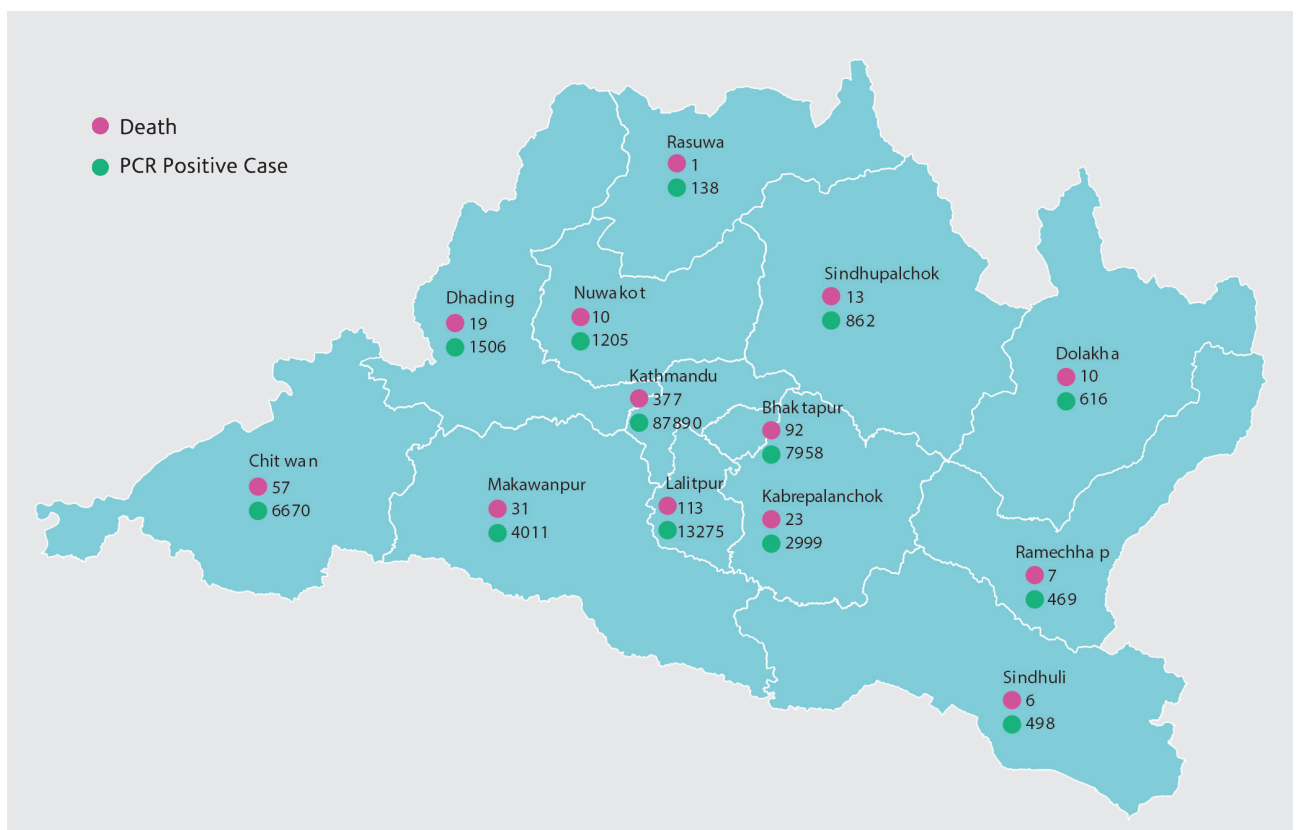 Death
PCR Positive Case
Rasuwa
1
138
Sindhupalchok
13
862
Dhading
19
1506
Nuwakot
10
1205
Dolakha
10
616
Kathmandu
377
87890
Bhaktapur
92
7958
Chit wan
57
6670
Makawanpur
31
4011
Lalitpur
113
13275
Kabrepalanchok
23
2999
Ramechha p
7
469
Sindhuli
6
498